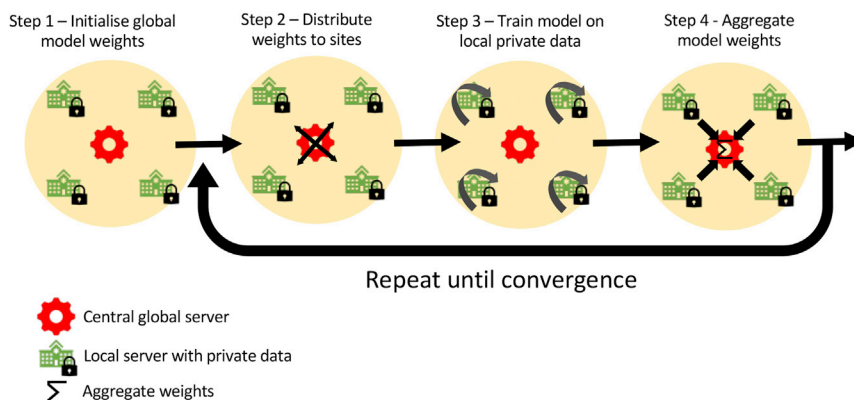 Step 1 – Initialise global
model weights
Step 2 – Distribute
weights to sites
Step 3 – Train model on
local private data
Step 4 - Aggregate
model weights
Σ
Repeat until convergence
Central global server
Local server with private data
Σ Aggregate weights